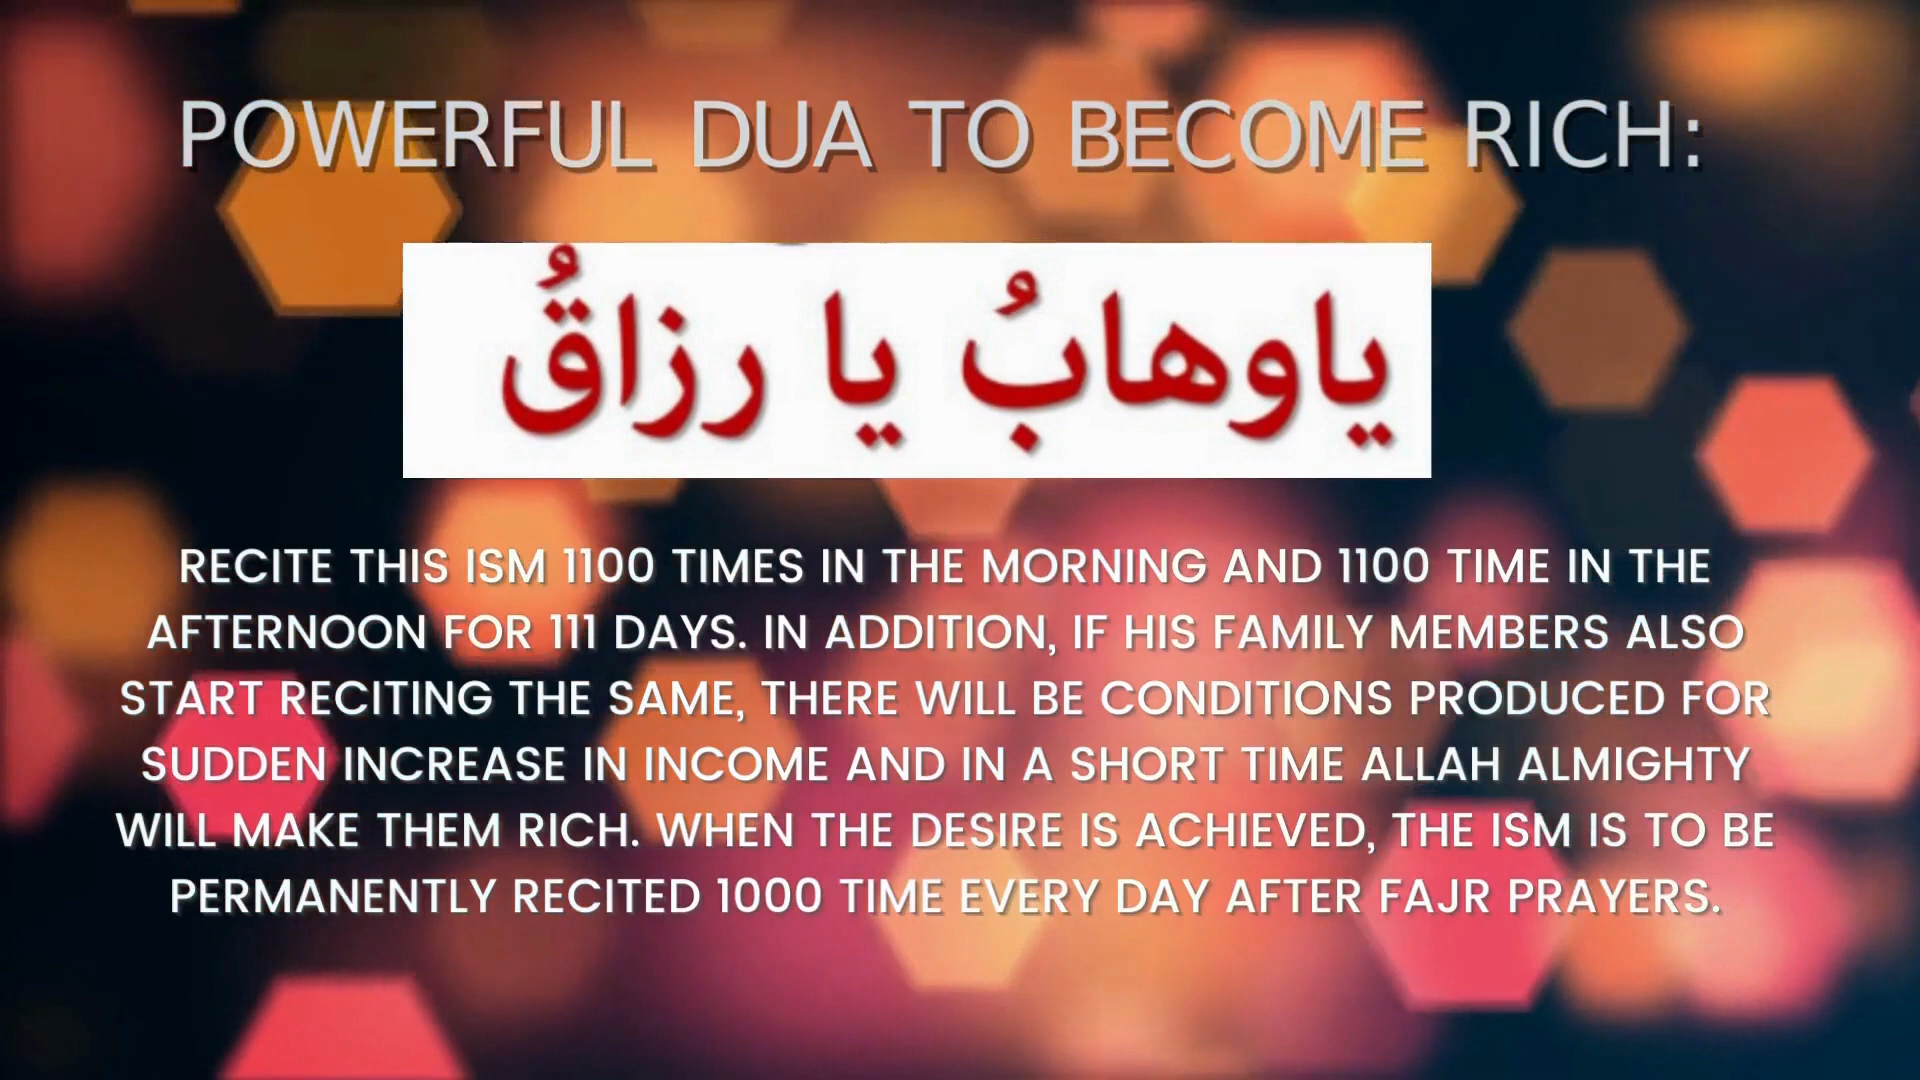 POWERFUL DUA TO BECOME RICH:
ياوهابُ يا رزاقُ
RECITE THIS ISM 1100 TIMES IN THE MORNING AND 1100 TIME IN THE
AFTERNOON FOR 111 DAYS. IN ADDITION, IF HIS FAMILY MEMBERS ALSO
START RECITING THE SAME, THERE WILL BE CONDITIONS PRODUCED FOR
SUDDEN INCREASE IN INCOME AND IN A SHORT TIME ALLAH ALMIGHTY
WILL MAKE THEM RICH. WHEN THE DESIRE IS ACHIEVED, THE ISM IS TO BE
PERMANENTLY RECITED 1000 TIME EVERY DAY AFTER FAJR PRAYERS.